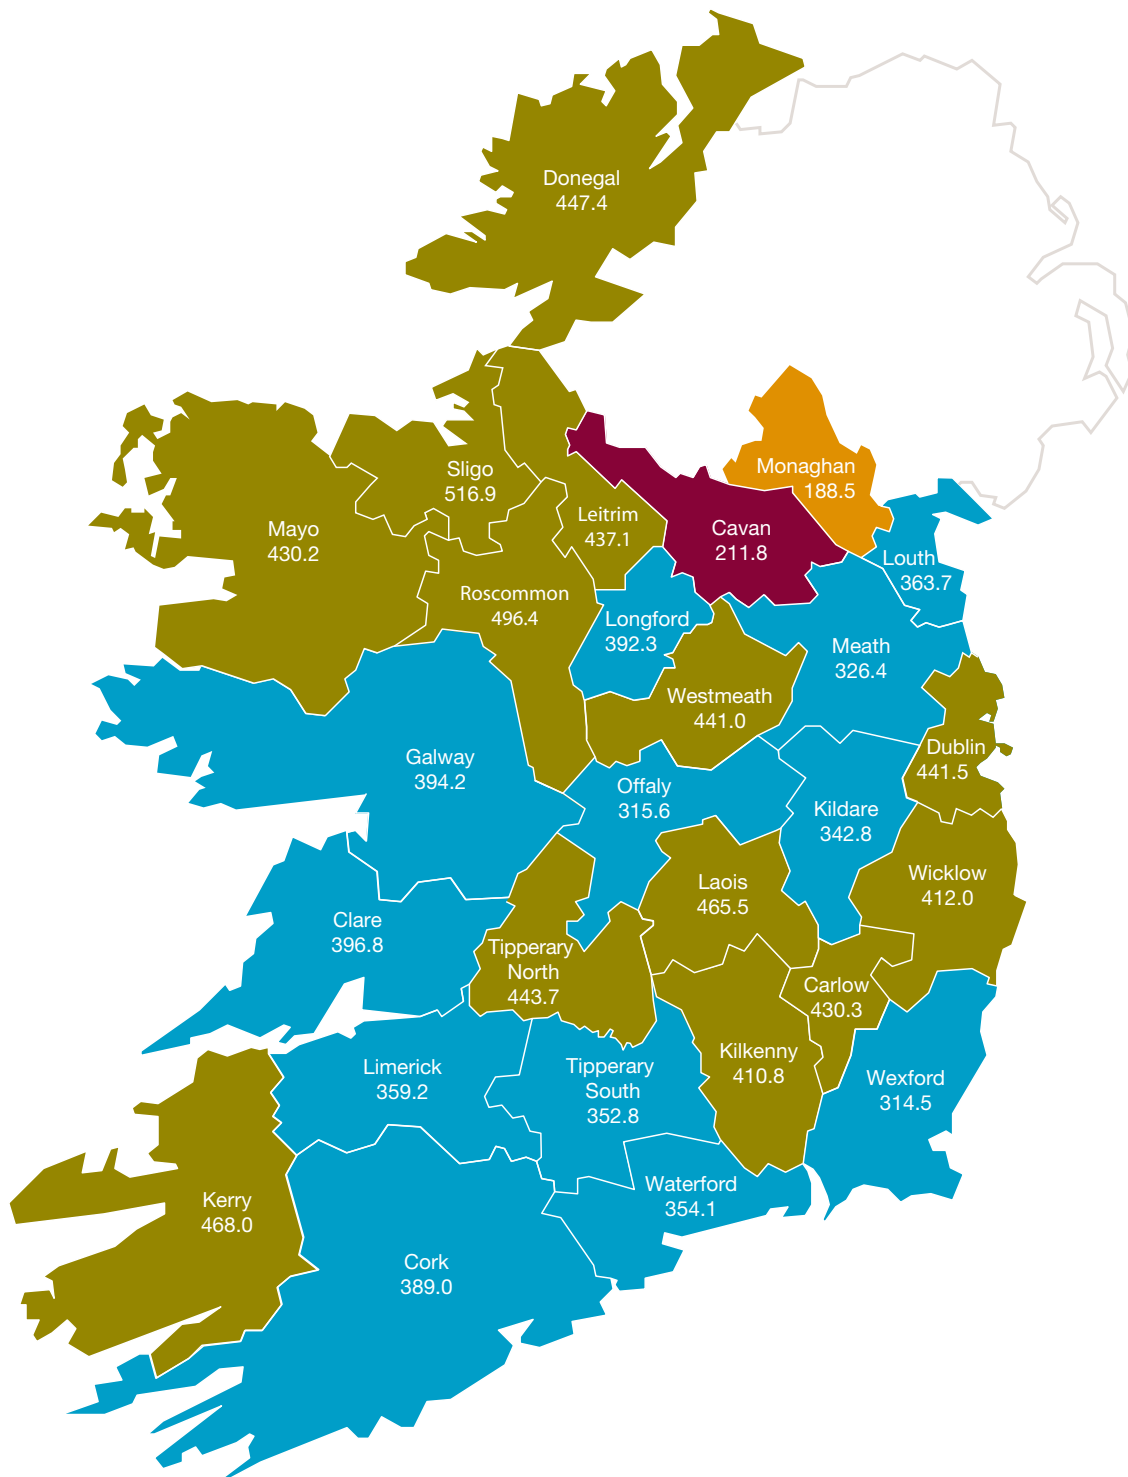 Donegal
447.4
Monaghan
188.5
Sligo
516.9
Leitrim
437.1
Cavan
211.8
Mayo
430.2
Louth
363.7
Roscommon
496.4
Longford
392.3
Meath
326.4
Westmeath
441.0
Dublin
441.5
Galway
394.2
Offaly
315.6
Kildare
342.8
Laois
465.5
Wicklow
412.0
Clare
396.8
Tipperary
North
443.7
Carlow
430.3
Limerick
359.2
Tipperary
South
352.8
Kilkenny
410.8
Wexford
314.5
Kerry
468.0
Waterford
354.1
Cork
389.0